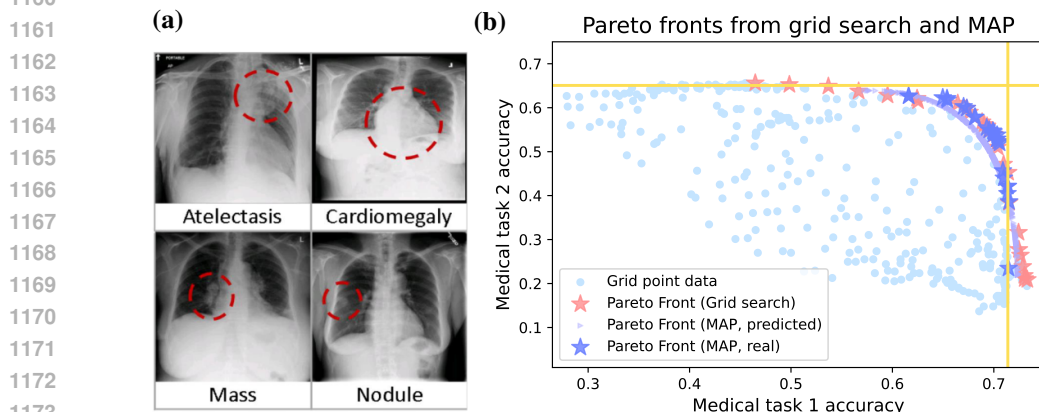 1161
1162
1163
1164
1165
1166
1167
1168
1169
1170
1171
1172
(a)
Atelectasis
Cardiomegaly
Mass
Nodule
(b)
Pareto fronts from grid search and MAP
Medical task 2 accuracy
0.7
0.6
0.5
0.4
0.3
0.2
0.1
Grid point data
Pareto Front (Grid search)
Pareto Front (MAP, predicted)
Pareto Front (MAP, real)
0.3 0.4 0.5 0.6 0.7
Medical task 1 accuracy